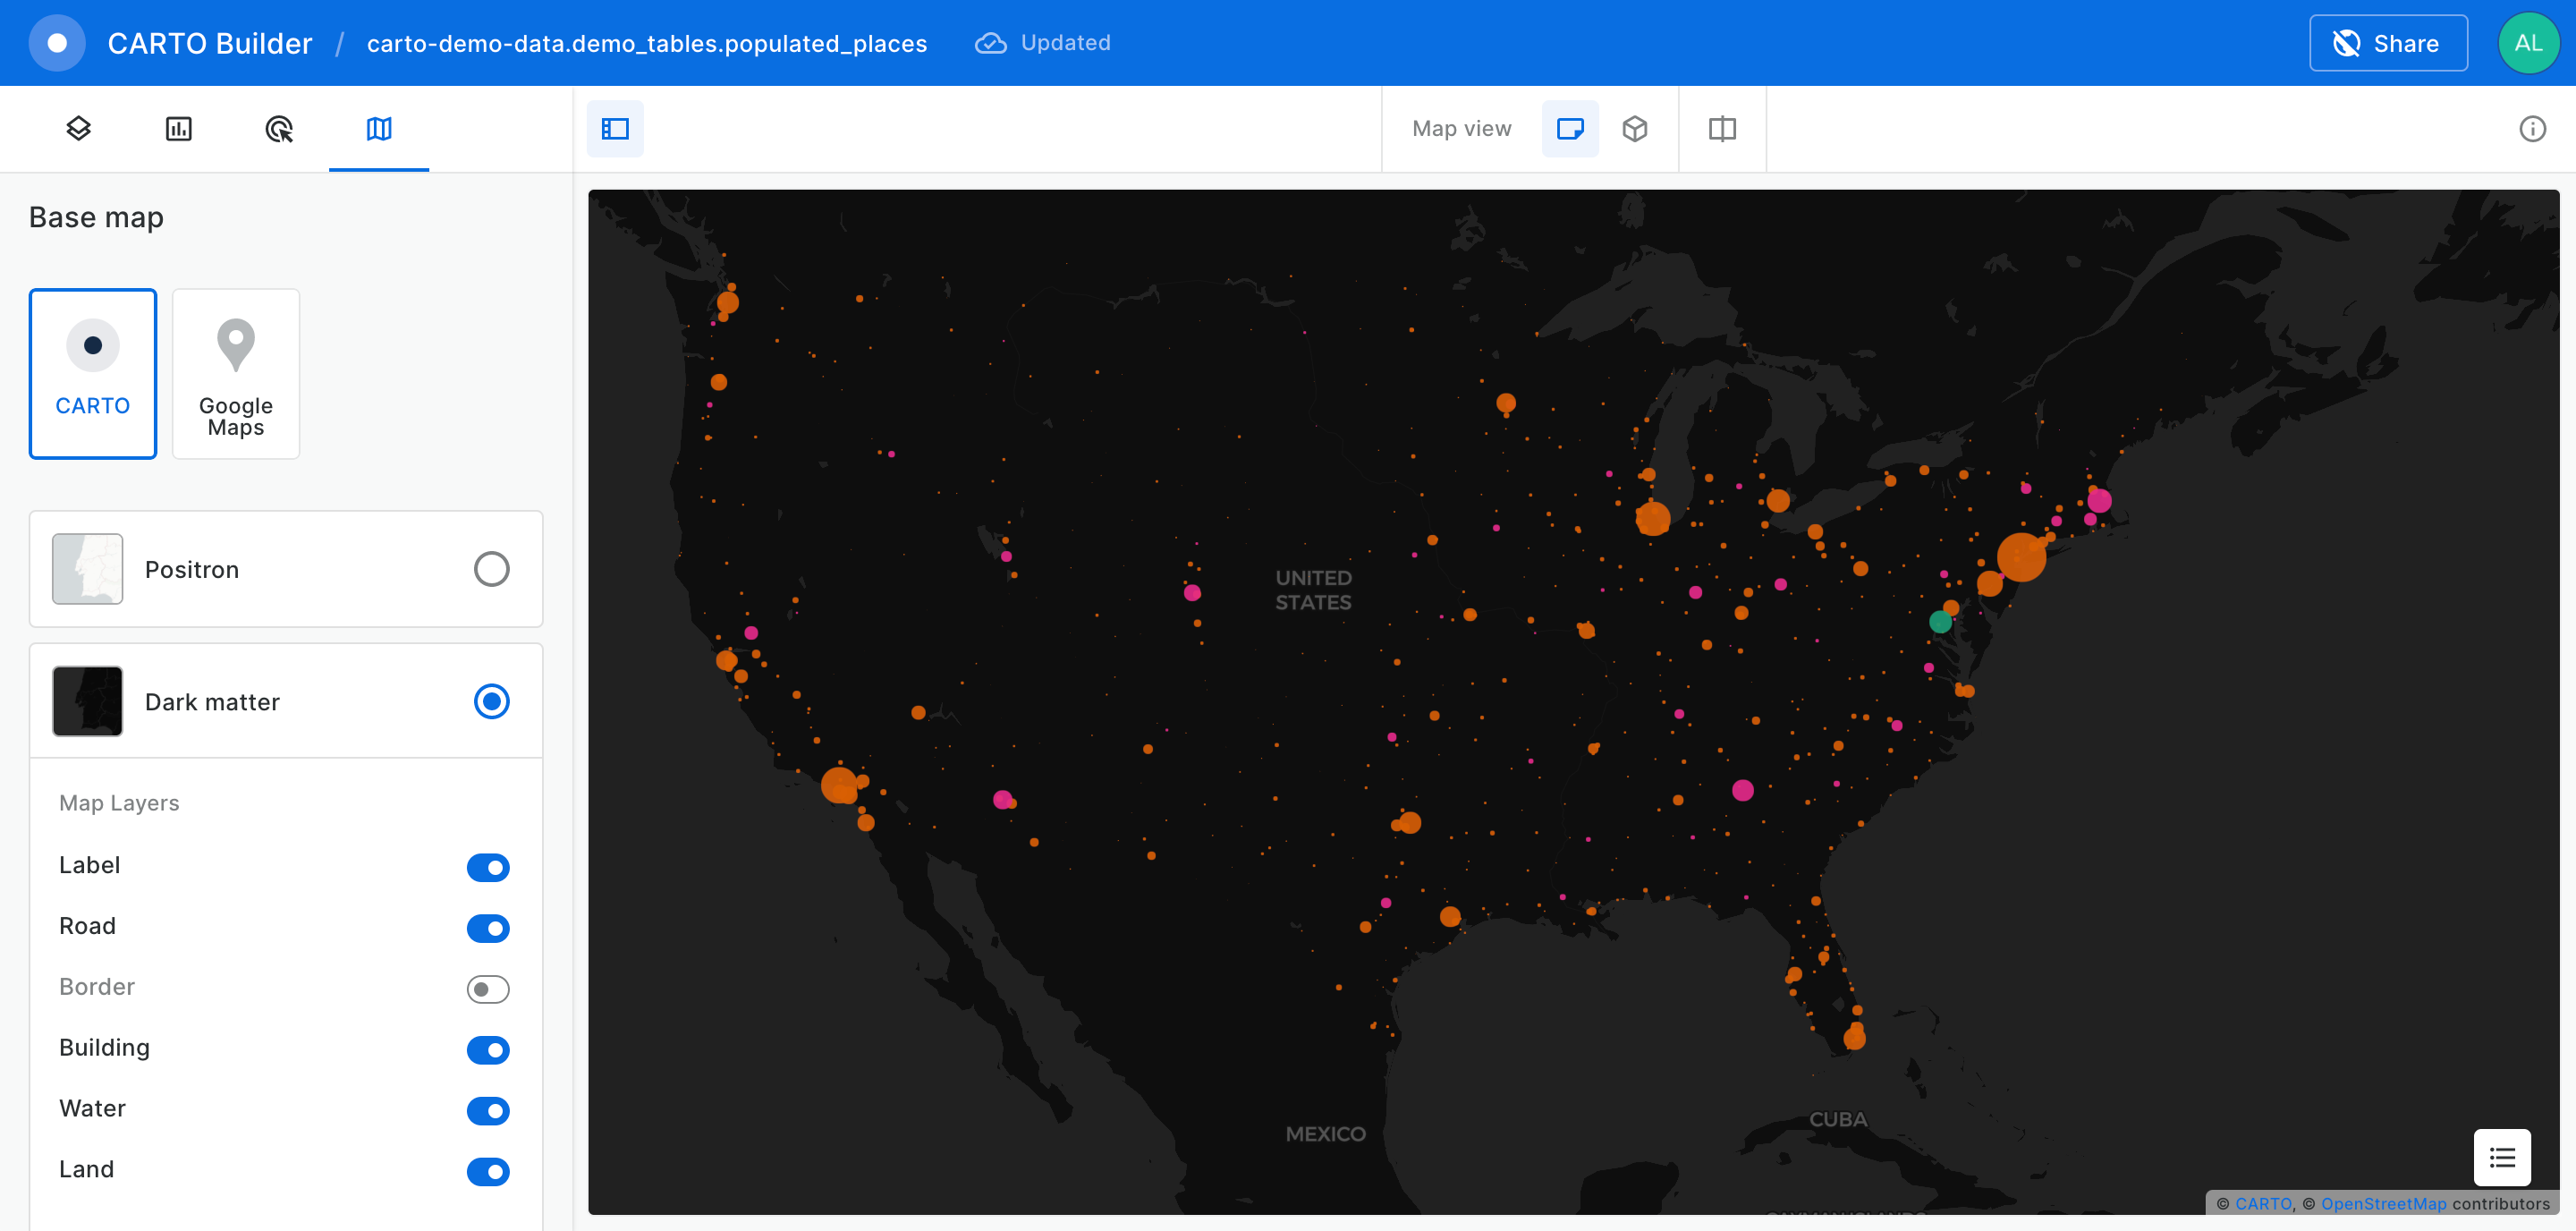 CARTO Builder / carto-demo-data.demo_tables.populated_places Updated
Share
AL
Map view
Base map
CARTO
Google
Maps
Positron
Dark matter
Map Layers
Label
Road
Border
Building
Water
Land
UNITED
STATES
MEXICO
CUBA
© CARTO, © OpenStreetMap contributors